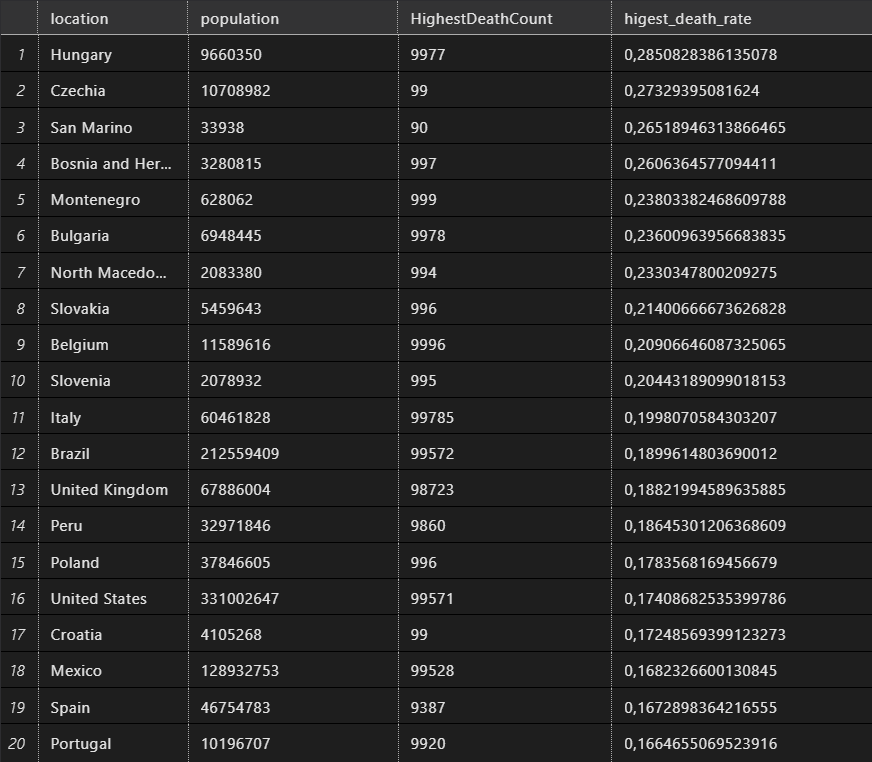 location population HighestDeathCount higest_death_rate
1 Hungary 9660350 9977 0,2850828386135078
2 Czechia 10708982 99 0,27329395081624
3 San Marino 33938 90 0,26518946313866465
4 Bosnia and Her... 3280815 997 0,2606364577094411
5 Montenegro 628062 999 0,23803382468609788
6 Bulgaria 6948445 9978 0,23600963956683835
7 North Macedo... 2083380 994 0,2330347800209275
8 Slovakia 5459643 996 0,21400666673626828
9 Belgium 11589616 9996 0,20906646087325065
10 Slovenia 2078932 995 0,20443189099018153
11 Italy 60461828 99785 0,1998070584303207
12 Brazil 212559409 99572 0,1899614803690012
13 United Kingdom 67886004 98723 0,18821994589635885
14 Peru 32971846 9860 0,18645301206368609
15 Poland 37846605 996 0,1783568169456679
16 United States 331002647 99571 0,17408682535399786
17 Croatia 4105268 99 0,17248569399123273
18 Mexico 128932753 99528 0,1682326600130845
19 Spain 46754783 9387 0,1672898364216555
20 Portugal 10196707 9920 0,1664655069523916